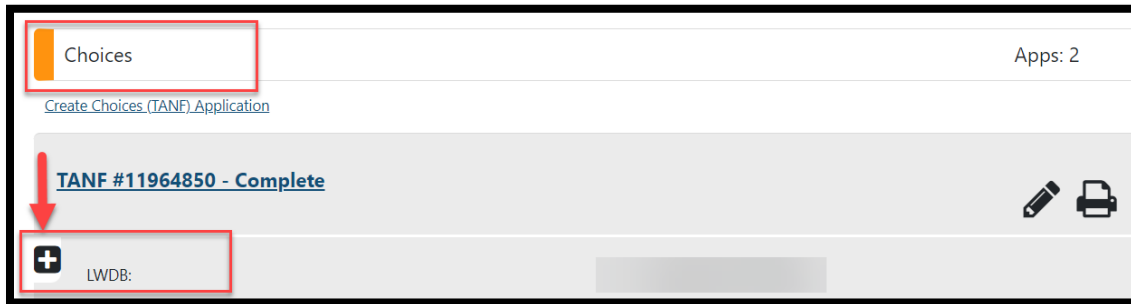 Choices
Apps: 2
Create Choices (TANF) Application
TANF #11964850 - Complete
LWDB: